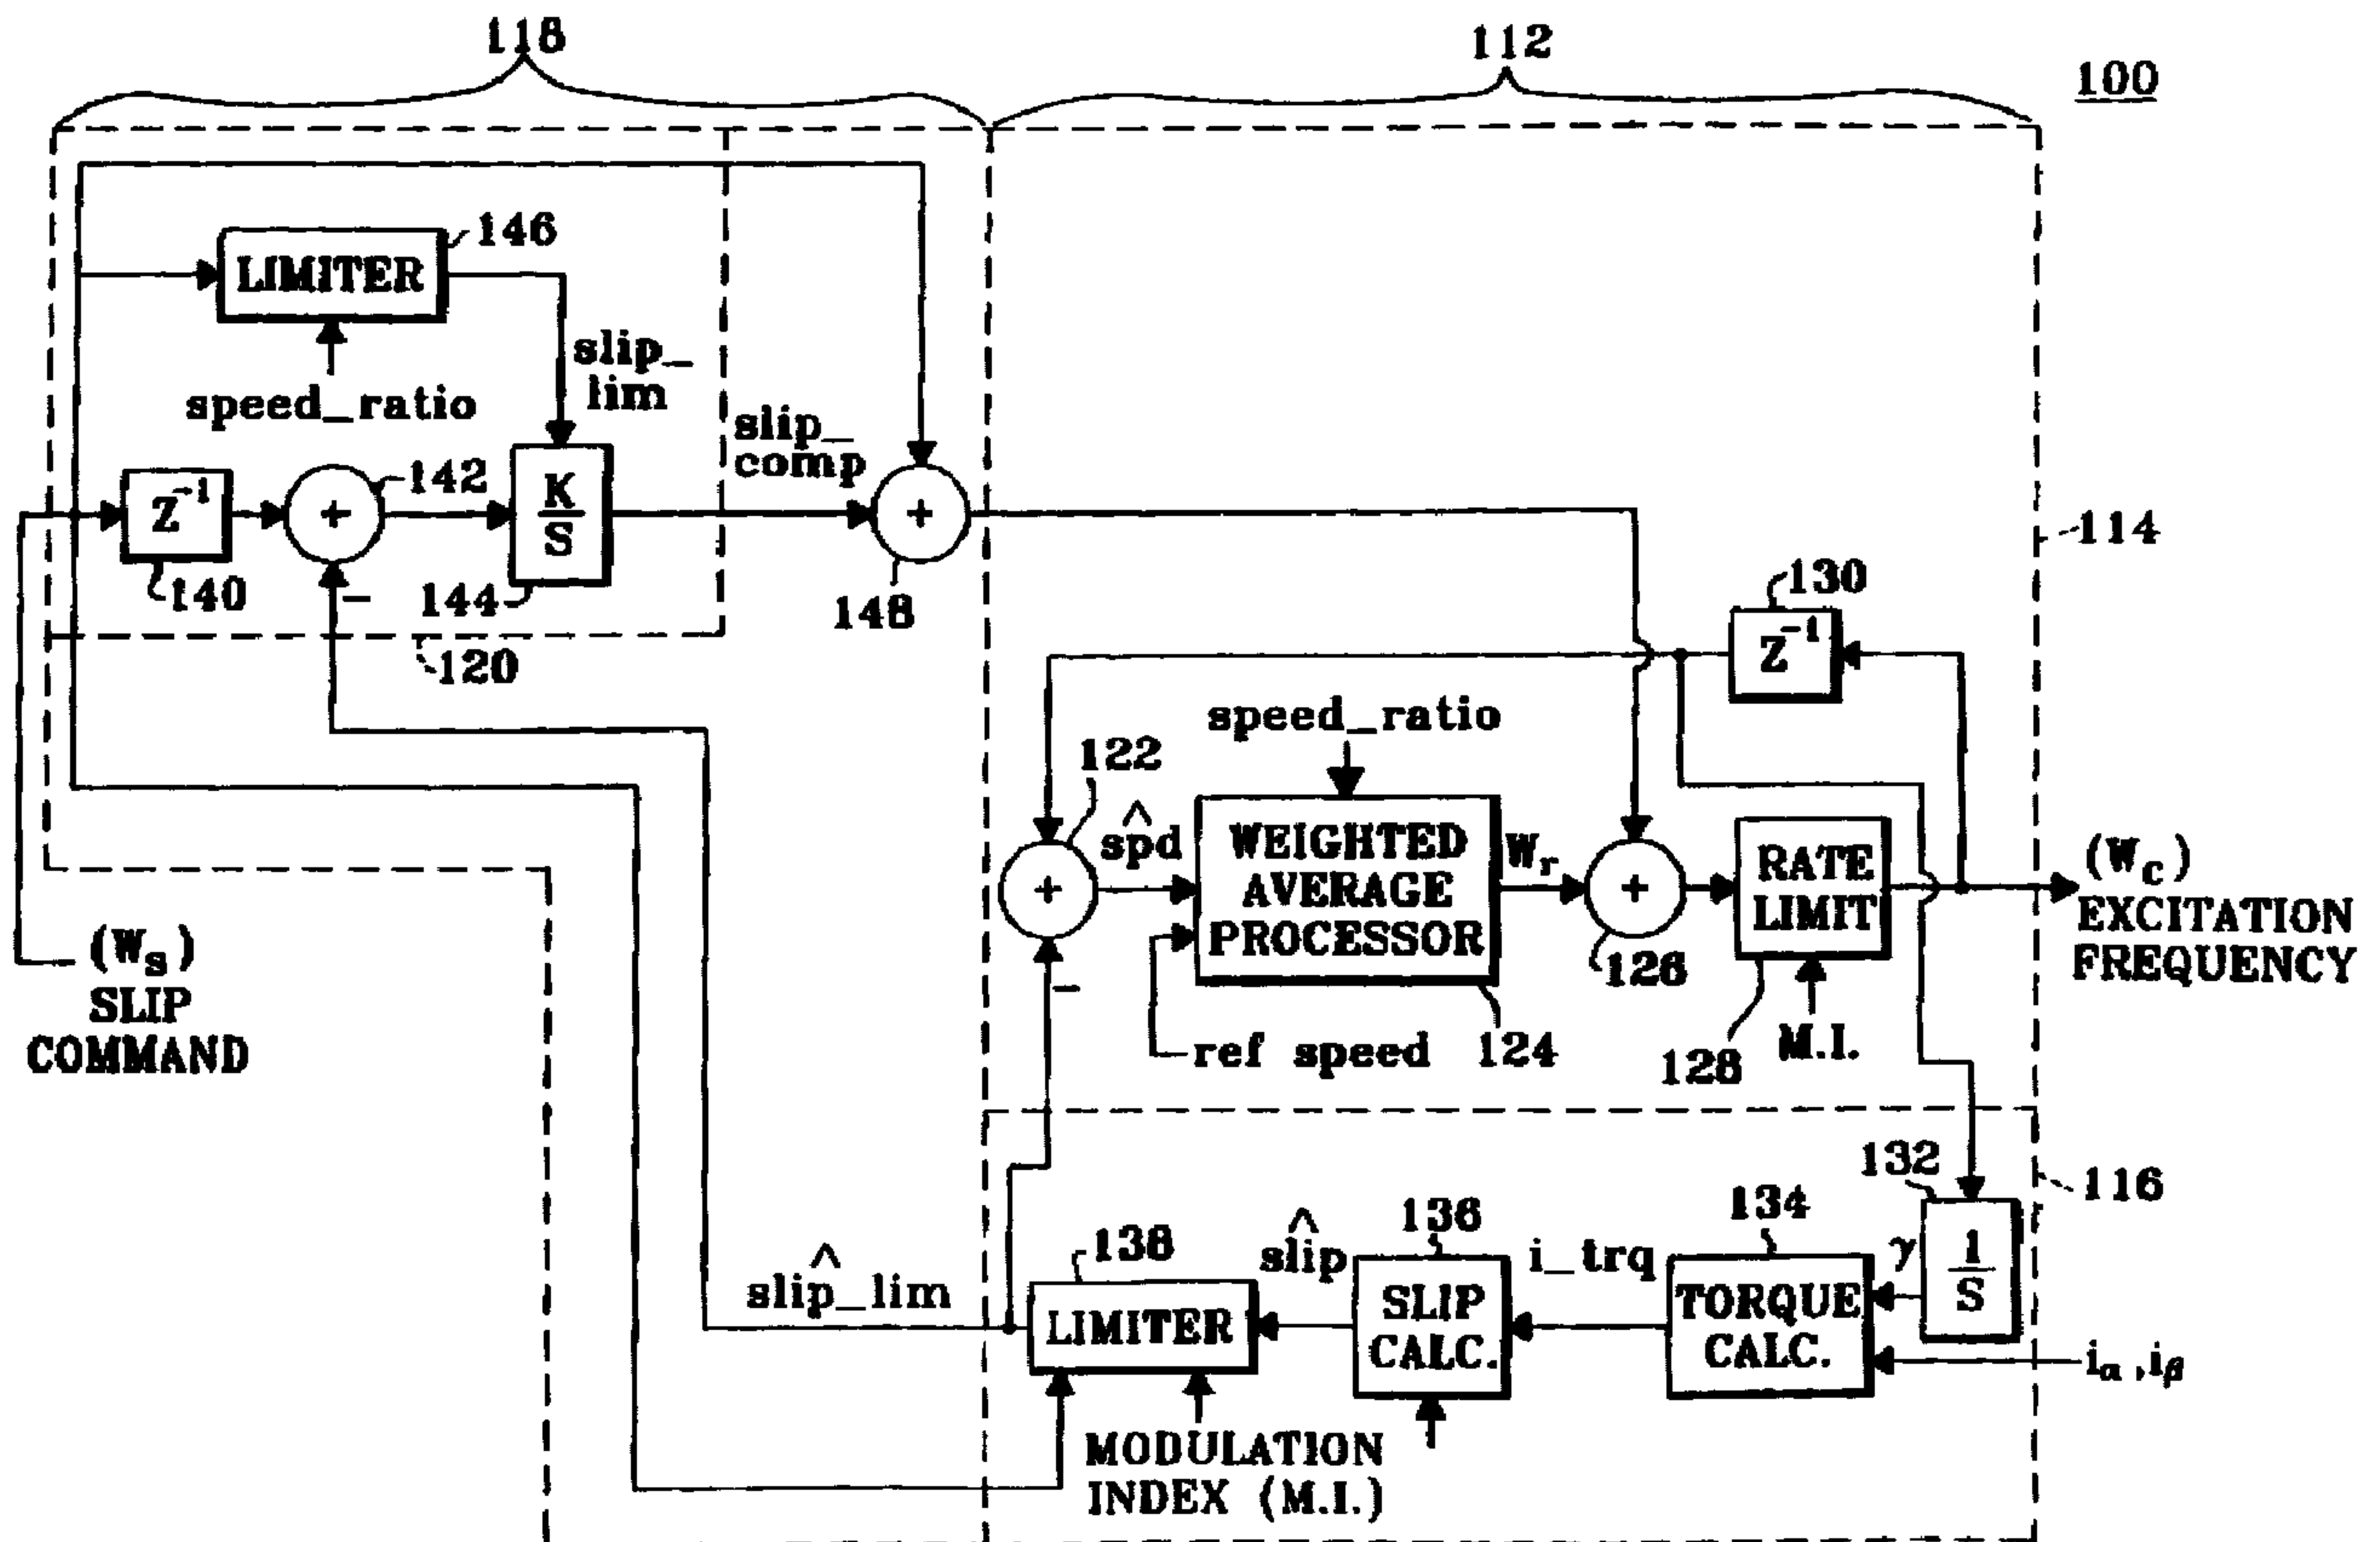 118
112
100
LIMITER
146
speed_ratio
slip_
lim
slip_
comp
Z⁻¹
140
+
142
−
K
S
144
+
148
120
114
130
Z⁻¹
speed_ratio
122
+
−
^
spd
WEIGHTED
AVERAGE
PROCESSOR
Wᵣ
+
126
RATE
LIMIT
128
M.I.
ref speed
124
(W_C)
EXCITATION
FREQUENCY
(W_S)
SLIP
COMMAND
116
132
1
S
γ
134
TORQUE
CALC.
i_α, i_β
i_trq
136
SLIP
CALC.
^
slip
138
LIMITER
^
slip_lim
MODULATION
INDEX (M.I.)